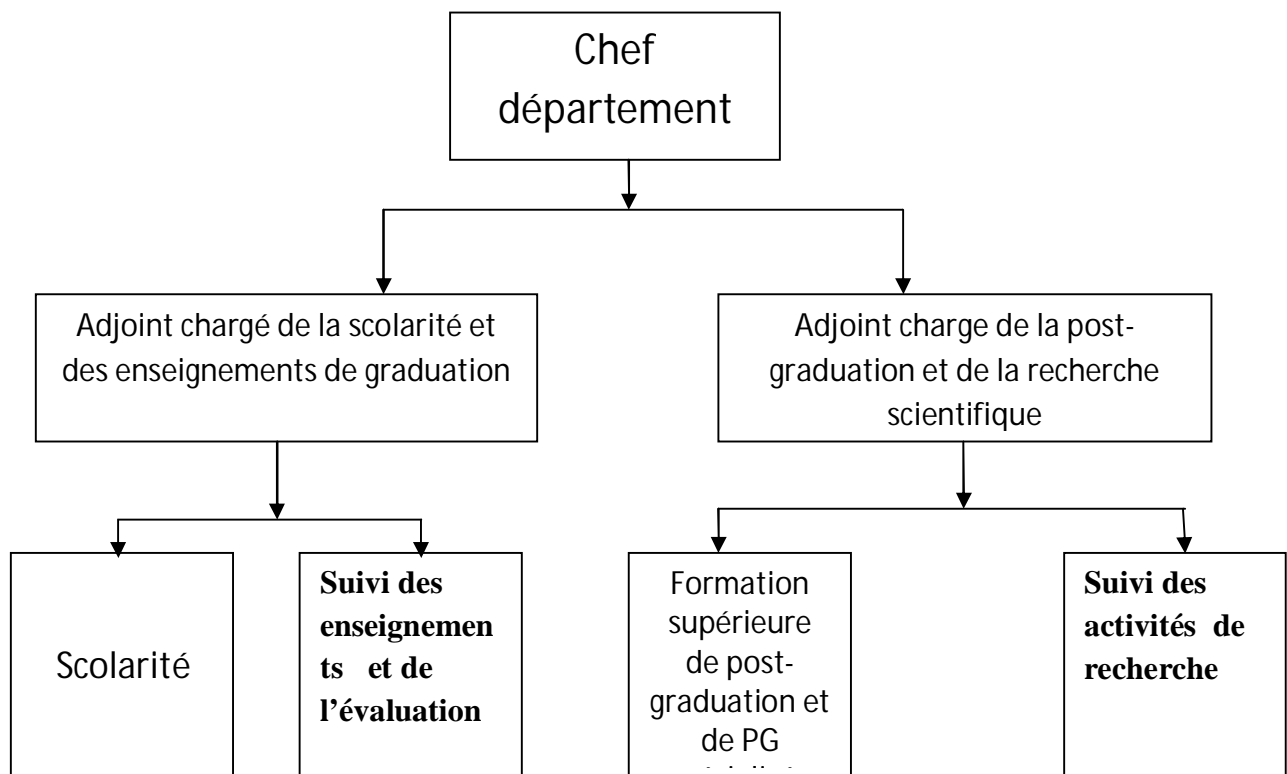 Chef
département
Adjoint chargé de la scolarité et
des enseignements de graduation
Adjoint charge de la post-
graduation et de la recherche
scientifique
Scolarité
Suivi des
enseignemen
ts et de
l’évaluation
Formation
supérieure
de post-
graduation et
de PG
Suivi des
activités de
recherche